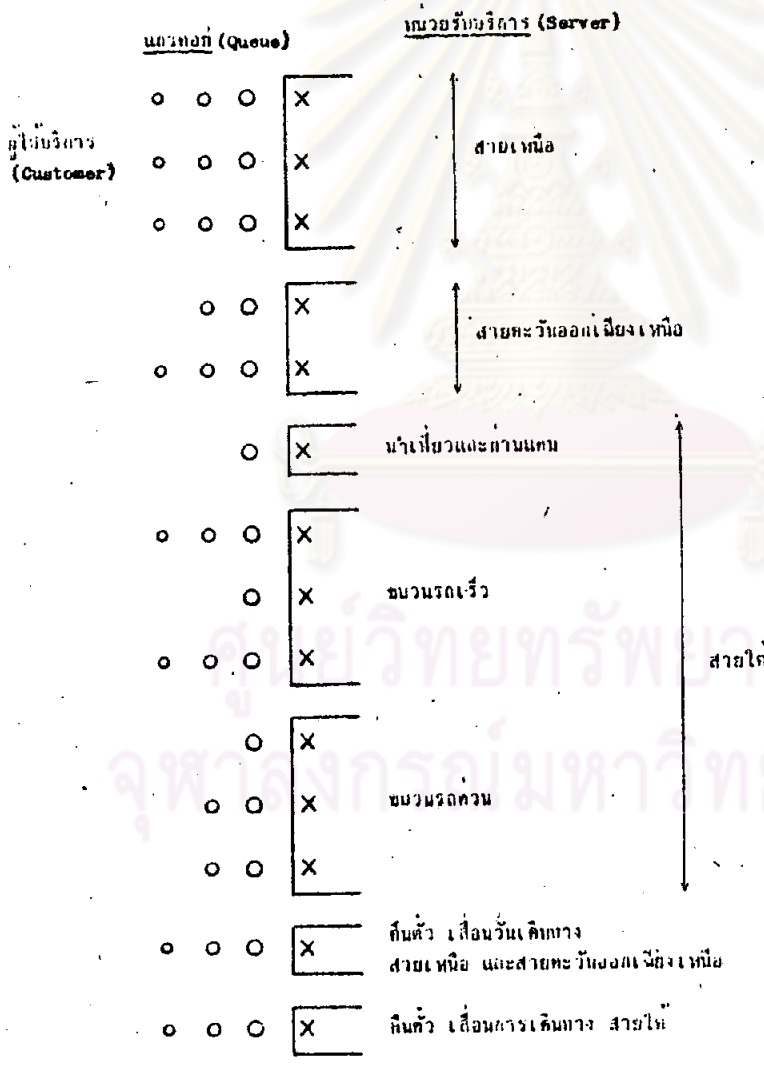 แถวคอย (Queue)
หน่วยรับบริการ (Server)
ผู้ใช้บริการ
(Customer)
สายเหนือ
สายตะวันออกเฉียงเหนือ
นำเที่ยวและด่านแดน
ขบวนรถเร็ว
สายใต้
ขบวนรถด่วน
คืนตั๋ว เลื่อนวันเดินทาง
สายเหนือ และสายตะวันออกเฉียงเหนือ
คืนตั๋ว เลื่อนการเดินทาง สายใต้
ศูนย์วิทยทรัพยา
จุฬาลงกรณ์มหาวิทย